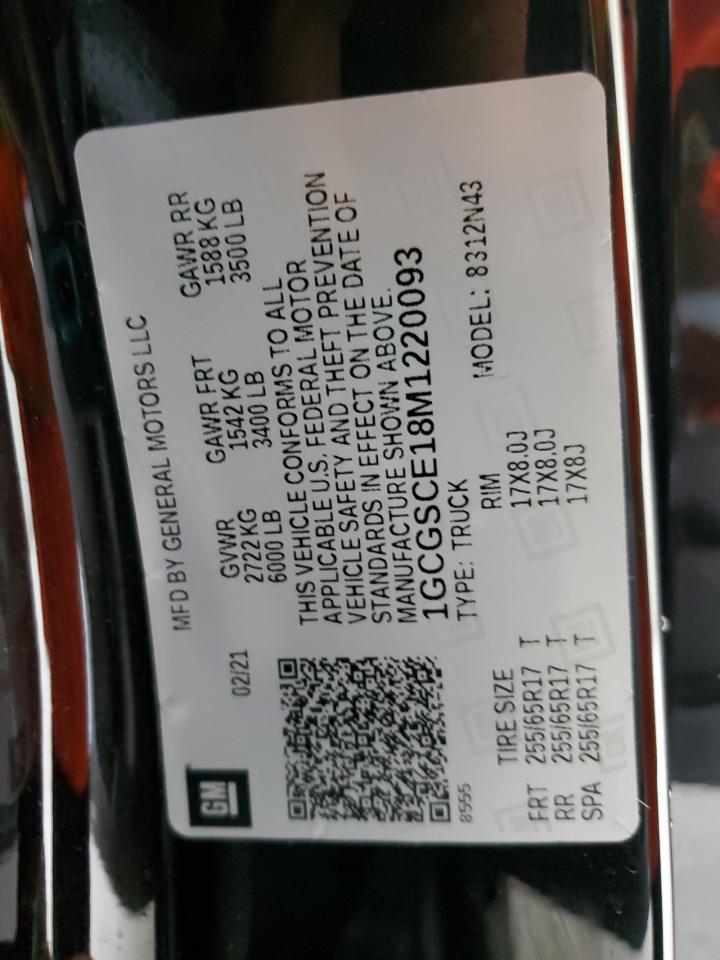 GM
MFD BY GENERAL MOTORS LLC
02/21
GVWR GAWR FRT GAWR RR
2722 KG 1542 KG 1588 KG
6000 LB 3400 LB 3500 LB
THIS VEHICLE CONFORMS TO ALL
APPLICABLE U.S. FEDERAL MOTOR
VEHICLE SAFETY AND THEFT PREVENTION
STANDARDS IN EFFECT ON THE DATE OF
MANUFACTURE SHOWN ABOVE.
1GCGSCE18M1220093
8555
TYPE: TRUCK MODEL: 8312N43
TIRE SIZE RIM
FRT 255/65R17 T 17X8.0J
RR 255/65R17 T 17X8.0J
SPA 255/65R17 T 17X8J